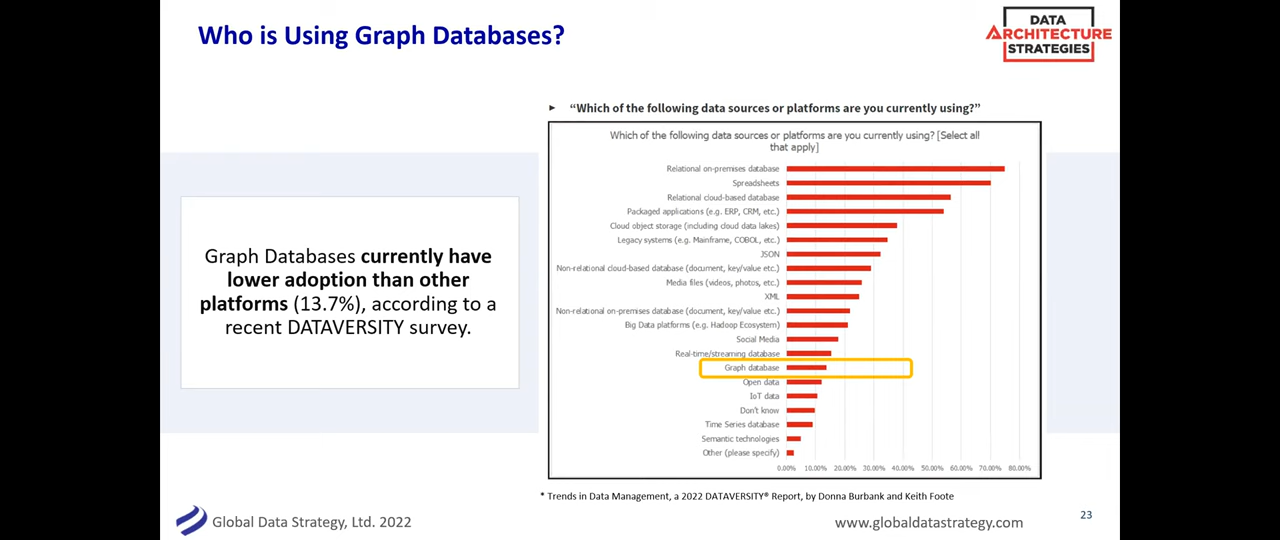 Who is Using Graph Databases?
DATA
ARCHITECTURE
STRATEGIES
► “Which of the following data sources or platforms are you currently using?”
Which of the following data sources or platforms are you currently using? [Select all
that apply]
Relational on-premises database
Spreadsheets
Relational cloud-based database
Packaged applications (e.g. ERP, CRM, etc.)
Cloud object storage (including cloud data lakes)
Legacy systems (e.g. Mainframe, COBOL, etc.)
JSON
Non-relational cloud-based database (document, key/value etc.)
Media files (videos, photos, etc.)
XML
Non-relational on-premises database (document, key/value etc.)
Big Data platforms (e.g. Hadoop Ecosystem)
Social Media
Real-time/streaming database
Graph database
Open data
IoT data
Don't know
Time Series database
Semantic technologies
Other (please specify)
0.00% 10.00% 20.00% 30.00% 40.00% 50.00% 60.00% 70.00% 80.00%
Graph Databases currently have
lower adoption than other
platforms (13.7%), according to a
recent DATAVERSITY survey.
* Trends in Data Management, a 2022 DATAVERSITY® Report, by Donna Burbank and Keith Foote
Global Data Strategy, Ltd. 2022
www.globaldatastrategy.com
23